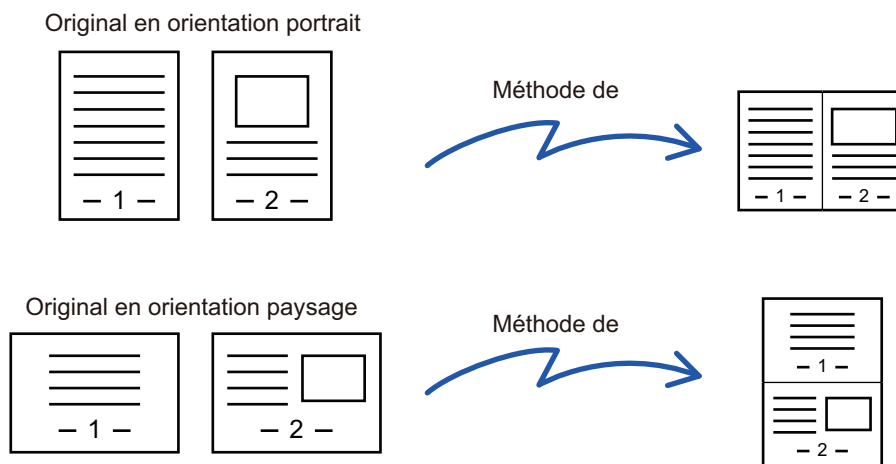 Original en orientation portrait
Méthode de
– 1 –
– 2 –
– 1 –
– 2 –
Original en orientation paysage
Méthode de
– 1 –
– 1 –
– 2 –
– 2 –